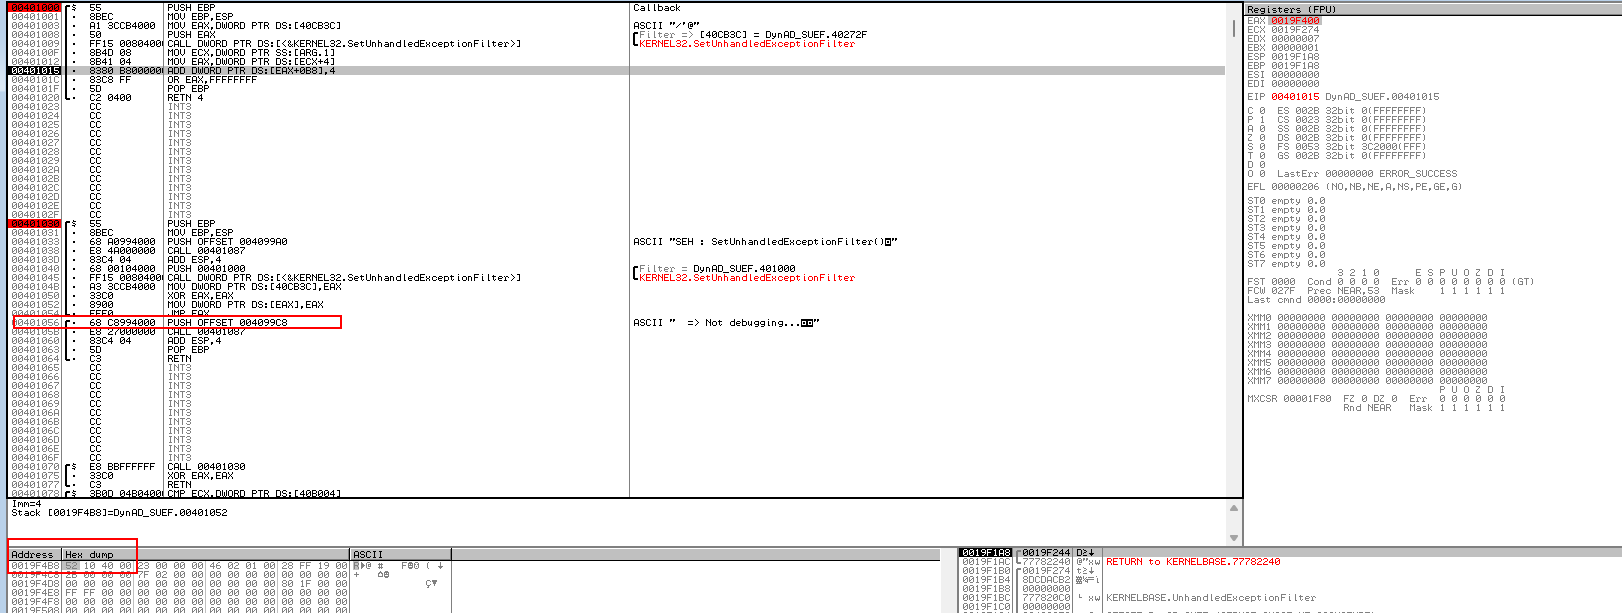 00401000 $ 55 PUSH EBP Callback
00401001 · 8BEC MOV EBP,ESP
00401003 · A1 3CCB4000 MOV EAX,DWORD PTR DS:[40CB3C] ASCII "/'@"
00401008 · 50 PUSH EAX Filter => [40CB3C] = DynAD_SUEF.40272F
00401009 · FF15 00804000 CALL DWORD PTR DS:[<&KERNEL32.SetUnhandledExceptionFilter>] KERNEL32.SetUnhandledExceptionFilter
0040100F · 8B4D 08 MOV ECX,DWORD PTR SS:[ARG.1]
00401012 · 8B41 04 MOV EAX,DWORD PTR DS:[ECX+4]
00401015 · 8380 B8000000 ADD DWORD PTR DS:[EAX+0B8],4
0040101C · 83C8 FF OR EAX,FFFFFFFF
0040101F · 5D POP EBP
00401020 · C2 0400 RETN 4
00401023 CC INT3
00401024 CC INT3
00401025 CC INT3
00401026 CC INT3
00401027 CC INT3
00401028 CC INT3
00401029 CC INT3
0040102A CC INT3
0040102B CC INT3
0040102C CC INT3
0040102D CC INT3
0040102E CC INT3
0040102F CC INT3
00401030 $ 55 PUSH EBP
00401031 · 8BEC MOV EBP,ESP
00401033 · 68 A0994000 PUSH OFFSET 004099A0 ASCII "SEH : SetUnhandledExceptionFilter()"
00401038 · E8 4A000000 CALL 00401087
0040103D · 83C4 04 ADD ESP,4
00401040 · 68 00104000 PUSH 00401000 Filter = DynAD_SUEF.401000
00401045 · FF15 00804000 CALL DWORD PTR DS:[<&KERNEL32.SetUnhandledExceptionFilter>] KERNEL32.SetUnhandledExceptionFilter
0040104B · A3 3CCB4000 MOV DWORD PTR DS:[40CB3C],EAX
00401050 · 33C0 XOR EAX,EAX
00401052 · 8900 MOV DWORD PTR DS:[EAX],EAX
00401054 · FFE0 JMP EAX
00401056 · 68 C8994000 PUSH OFFSET 004099C8 ASCII "  => Not debugging..."
0040105B · E8 27000000 CALL 00401087
00401060 · 83C4 04 ADD ESP,4
00401063 · 5D POP EBP
00401064 · C3 RETN
00401065 CC INT3
00401066 CC INT3
00401067 CC INT3
00401068 CC INT3
00401069 CC INT3
0040106A CC INT3
0040106B CC INT3
0040106C CC INT3
0040106D CC INT3
0040106E CC INT3
0040106F CC INT3
00401070 $ E8 BBFFFFFF CALL 00401030
00401075 · 33C0 XOR EAX,EAX
00401077 · C3 RETN
00401078 $ 3B0D 04B04000 CMP ECX,DWORD PTR DS:[40B004]
Imm=4
Stack [0019F4B8]=DynAD_SUEF.00401052
Registers (FPU)
EAX 0019F400
ECX 0019F274
EDX 00000007
EBX 00000001
ESP 0019F1A8
EBP 0019F1A8
ESI 00000000
EDI 00000000
EIP 00401015 DynAD_SUEF.00401015
C 0 ES 002B 32bit 0(FFFFFFFF)
P 1 CS 0023 32bit 0(FFFFFFFF)
A 0 SS 002B 32bit 0(FFFFFFFF)
Z 0 DS 002B 32bit 0(FFFFFFFF)
S 0 FS 0053 32bit 3C2000(FFF)
T 0 GS 002B 32bit 0(FFFFFFFF)
D 0
O 0 LastErr 00000000 ERROR_SUCCESS
EFL 00000206 (NO,NB,NE,A,NS,PE,GE,G)
ST0 empty 0.0
ST1 empty 0.0
ST2 empty 0.0
ST3 empty 0.0
ST4 empty 0.0
ST5 empty 0.0
ST6 empty 0.0
ST7 empty 0.0
3 2 1 0 E S P U O Z D I
FST 0000 Cond 0 0 0 0 Err 0 0 0 0 0 0 0 0 (GT)
FCW 027F Prec NEAR,53 Mask 1 1 1 1 1 1
Last cmnd 0000:00000000
XMM0 00000000 00000000 00000000 00000000
XMM1 00000000 00000000 00000000 00000000
XMM2 00000000 00000000 00000000 00000000
XMM3 00000000 00000000 00000000 00000000
XMM4 00000000 00000000 00000000 00000000
XMM5 00000000 00000000 00000000 00000000
XMM6 00000000 00000000 00000000 00000000
XMM7 00000000 00000000 00000000 00000000
P U O Z D I
MXCSR 00001F80 FZ 0 DZ 0 Err 0 0 0 0 0 0
Rnd NEAR Mask 1 1 1 1 1 1
Address Hex dump ASCII
0019F4B8 52 10 40 00 23 00 00 00 46 02 01 00 28 FF 19 00
0019F4C8 2B 00 00 00 7F 02 00 00 00 00 00 00 00 00 00 00
0019F4D8 00 00 00 00 00 00 00 00 00 00 00 00 80 1F 00 00
0019F4E8 FF FF 00 00 00 00 00 00 00 00 00 00 00 00 00 00
0019F4F8 00 00 00 00 00 00 00 00 00 00 00 00 00 00 00 00
0019F1A8 0019F244
0019F1AC 77782240 RETURN to KERNELBASE.77782240
0019F1B0 0019F274
0019F1B4 8DCDACB2
0019F1B8 00000000
0019F1BC 777820C0 KERNELBASE.UnhandledExceptionFilter
0019F1C0 00000000